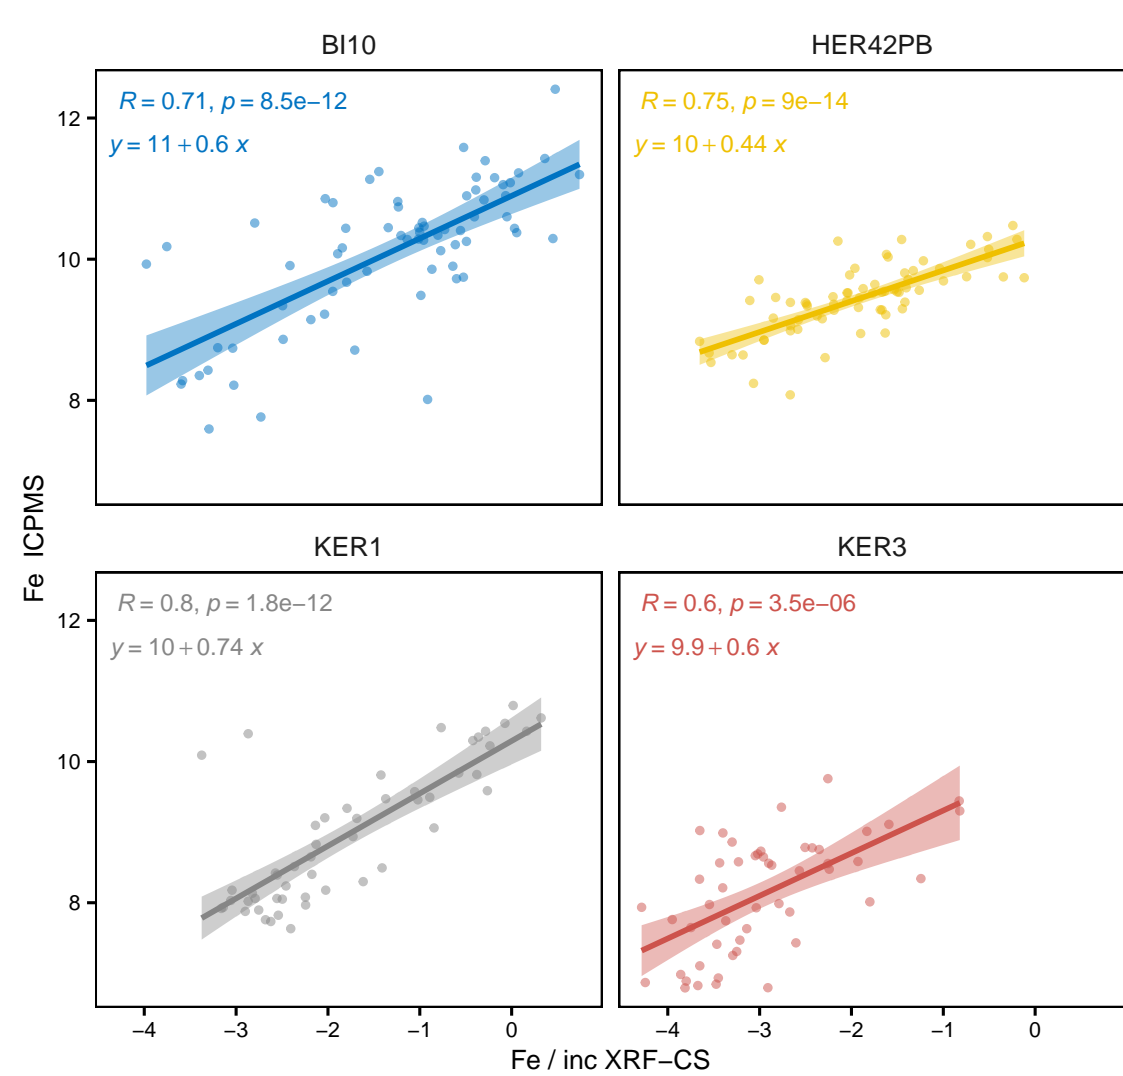 BI10
HER42PB
R = 0.71, p = 8.5e−12
y = 11+0.6 x
R = 0.75, p = 9e−14
y = 10+0.44 x
12
10
8
KER1
KER3
R = 0.8, p = 1.8e−12
y = 10+0.74 x
R = 0.6, p = 3.5e−06
y = 9.9+0.6 x
12
10
8
Fe ICPMS
−4 −3 −2 −1 0
−4 −3 −2 −1 0
Fe / inc XRF−CS